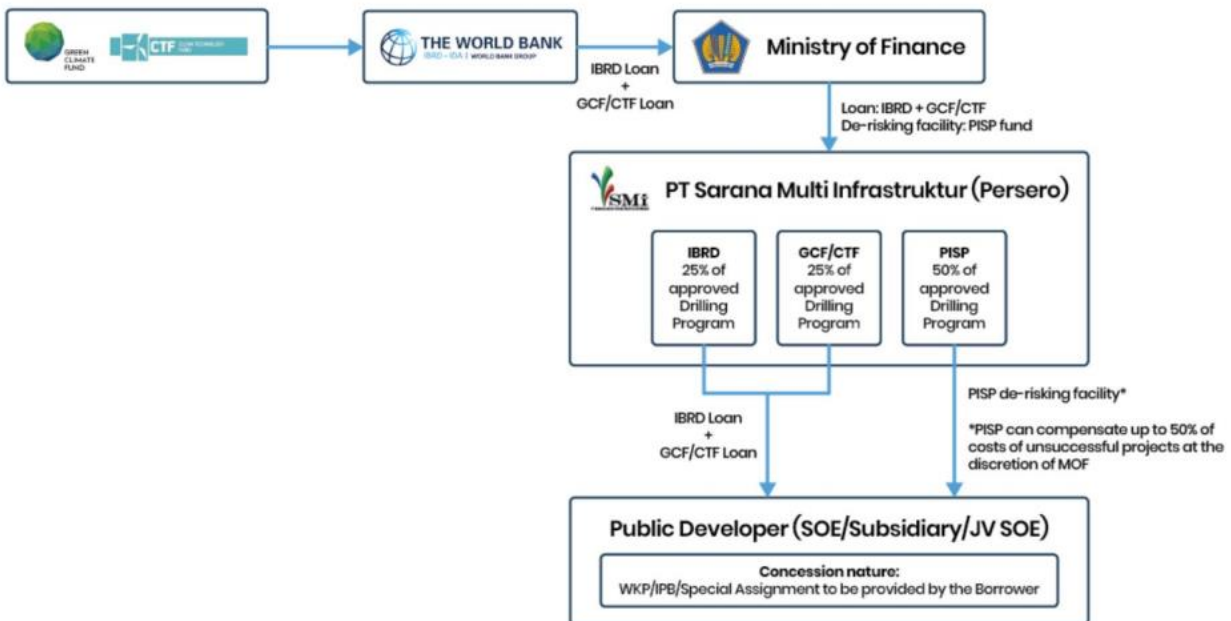 GREEN
CLIMATE
FUND
CTF CLEAN TECHNOLOGY
FUND
THE WORLD BANK
IBRD • IDA | WORLD BANK GROUP
Ministry of Finance
IBRD Loan
+
GCF/CTF Loan
Loan: IBRD + GCF/CTF
De-risking facility: PISP fund
SMi
PT Sarana Multi Infrastruktur (Persero)
IBRD
25% of
approved
Drilling
Program
GCF/CTF
25% of
approved
Drilling
Program
PISP
50% of
approved
Drilling
Program
IBRD Loan
+
GCF/CTF Loan
PISP de-risking facility*
*PISP can compensate up to 50% of
costs of unsuccessful projects at the
discretion of MOF
Public Developer (SOE/Subsidiary/JV SOE)
Concession nature:
WKP/IPB/Special Assignment to be provided by the Borrower